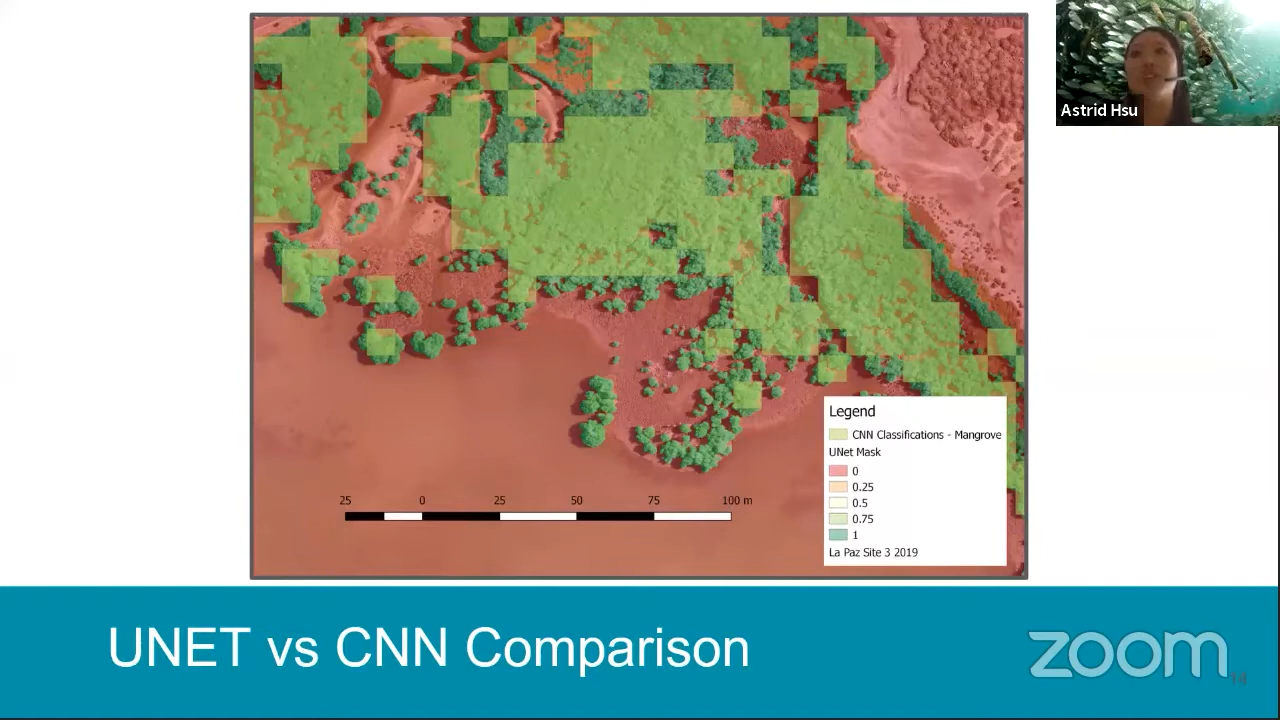 Astrid Hsu
25 0 25 50 75 100 m
Legend
CNN Classifications - Mangrove
UNet Mask
0
0.25
0.5
0.75
1
La Paz Site 3 2019
UNET vs CNN Comparison
zoom
14